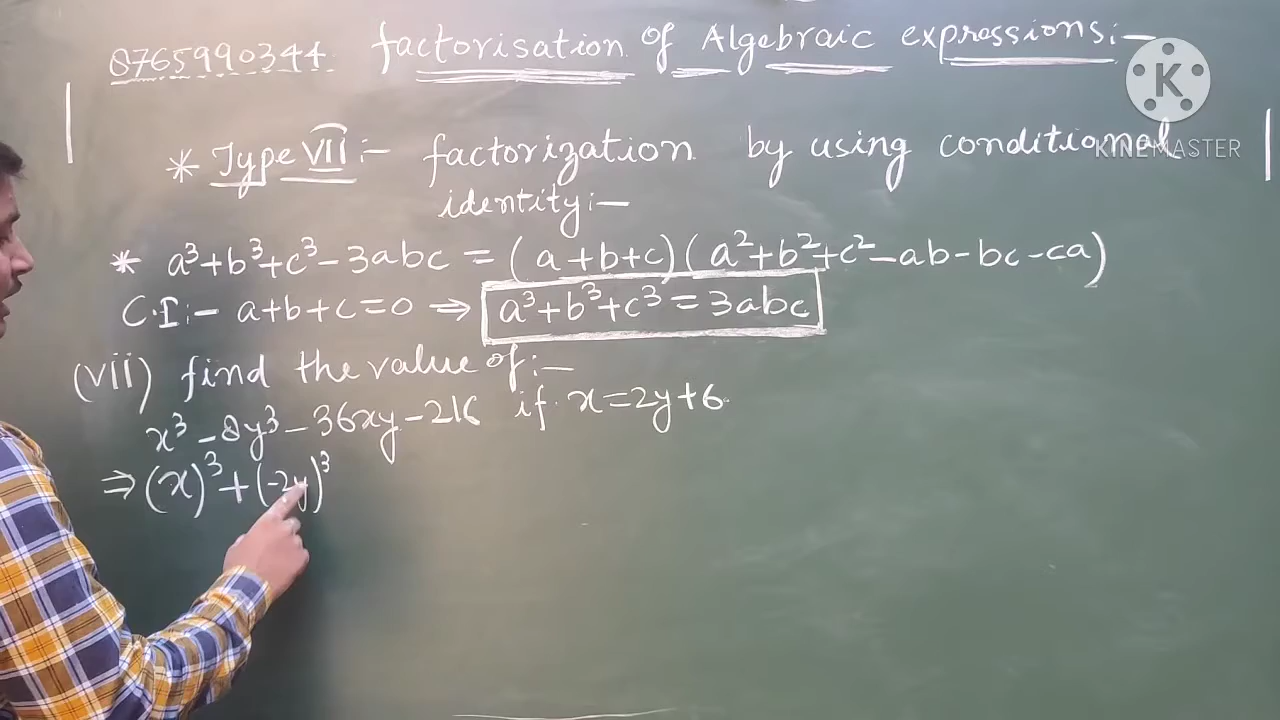 8765990344. factorisation of Algebraic expressions:-
K
KINEMASTER
* Type VII:- factorization by using conditional
identity:-
* a³+b³+c³-3abc = (a+b+c)(a²+b²+c²-ab-bc-ca)
C.I:- a+b+c=0 ⇒ a³+b³+c³=3abc
(vii) find the value of:-
x³-8y³-36xy-216 if x=2y+6.
⇒(x)³+(-2y)³